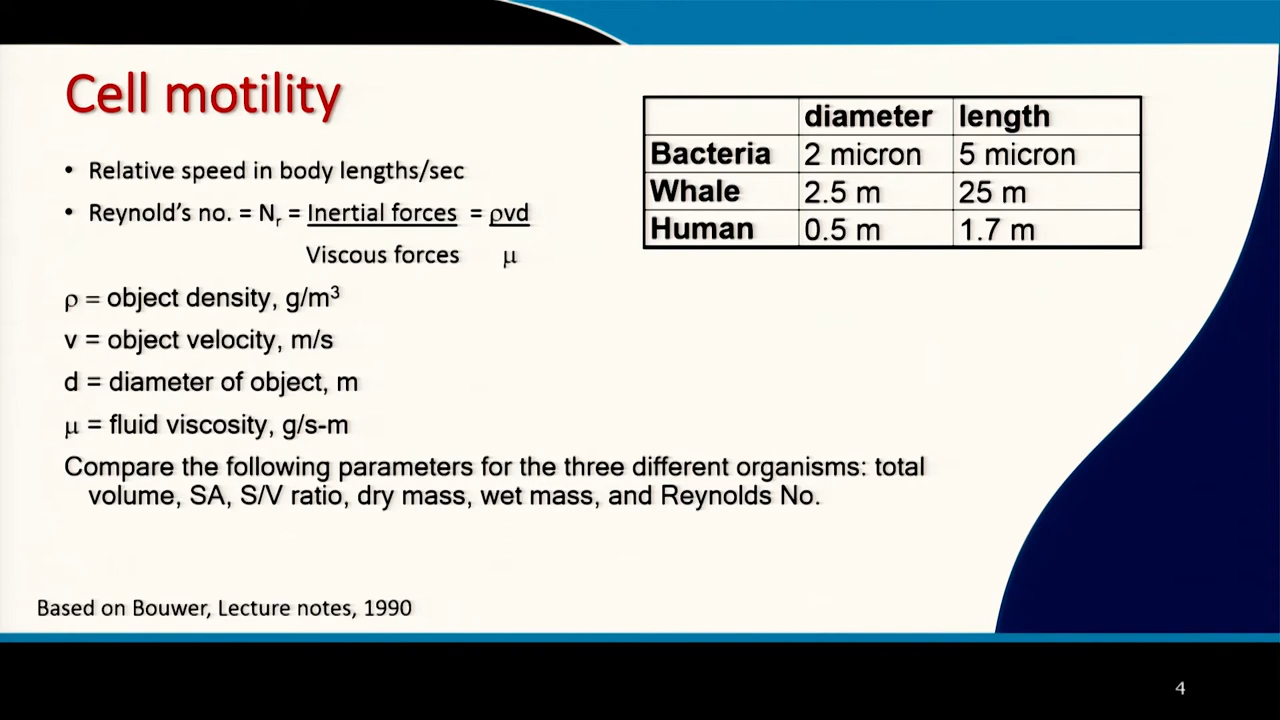 Cell motility
• Relative speed in body lengths/sec
• Reynold's no. = Nr = Inertial forces = ρvd
Viscous forces μ
ρ = object density, g/m³
v = object velocity, m/s
d = diameter of object, m
μ = fluid viscosity, g/s-m
Compare the following parameters for the three different organisms: total
volume, SA, S/V ratio, dry mass, wet mass, and Reynolds No.
diameter length
Bacteria 2 micron 5 micron
Whale 2.5 m 25 m
Human 0.5 m 1.7 m
Based on Bouwer, Lecture notes, 1990
4